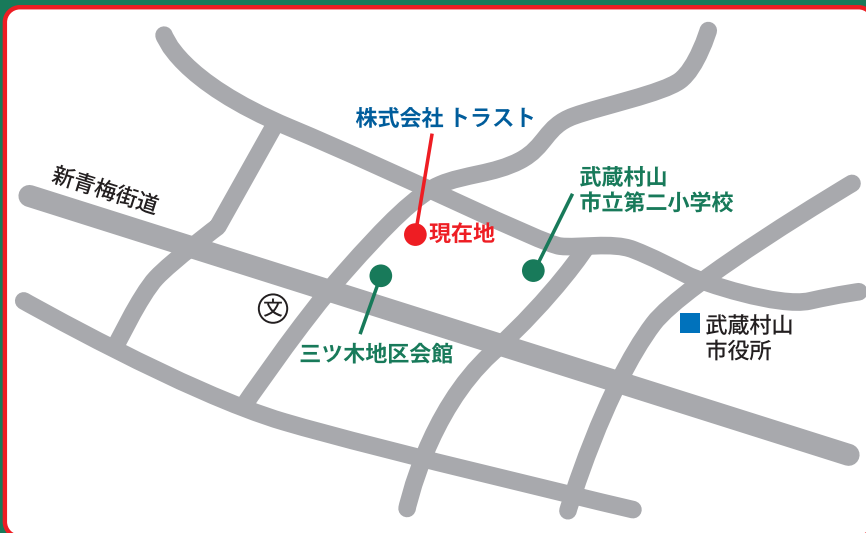 株式会社 トラスト
新青梅街道
武蔵村山
市立第二小学校
現在地
文
三ツ木地区会館
武蔵村山
市役所